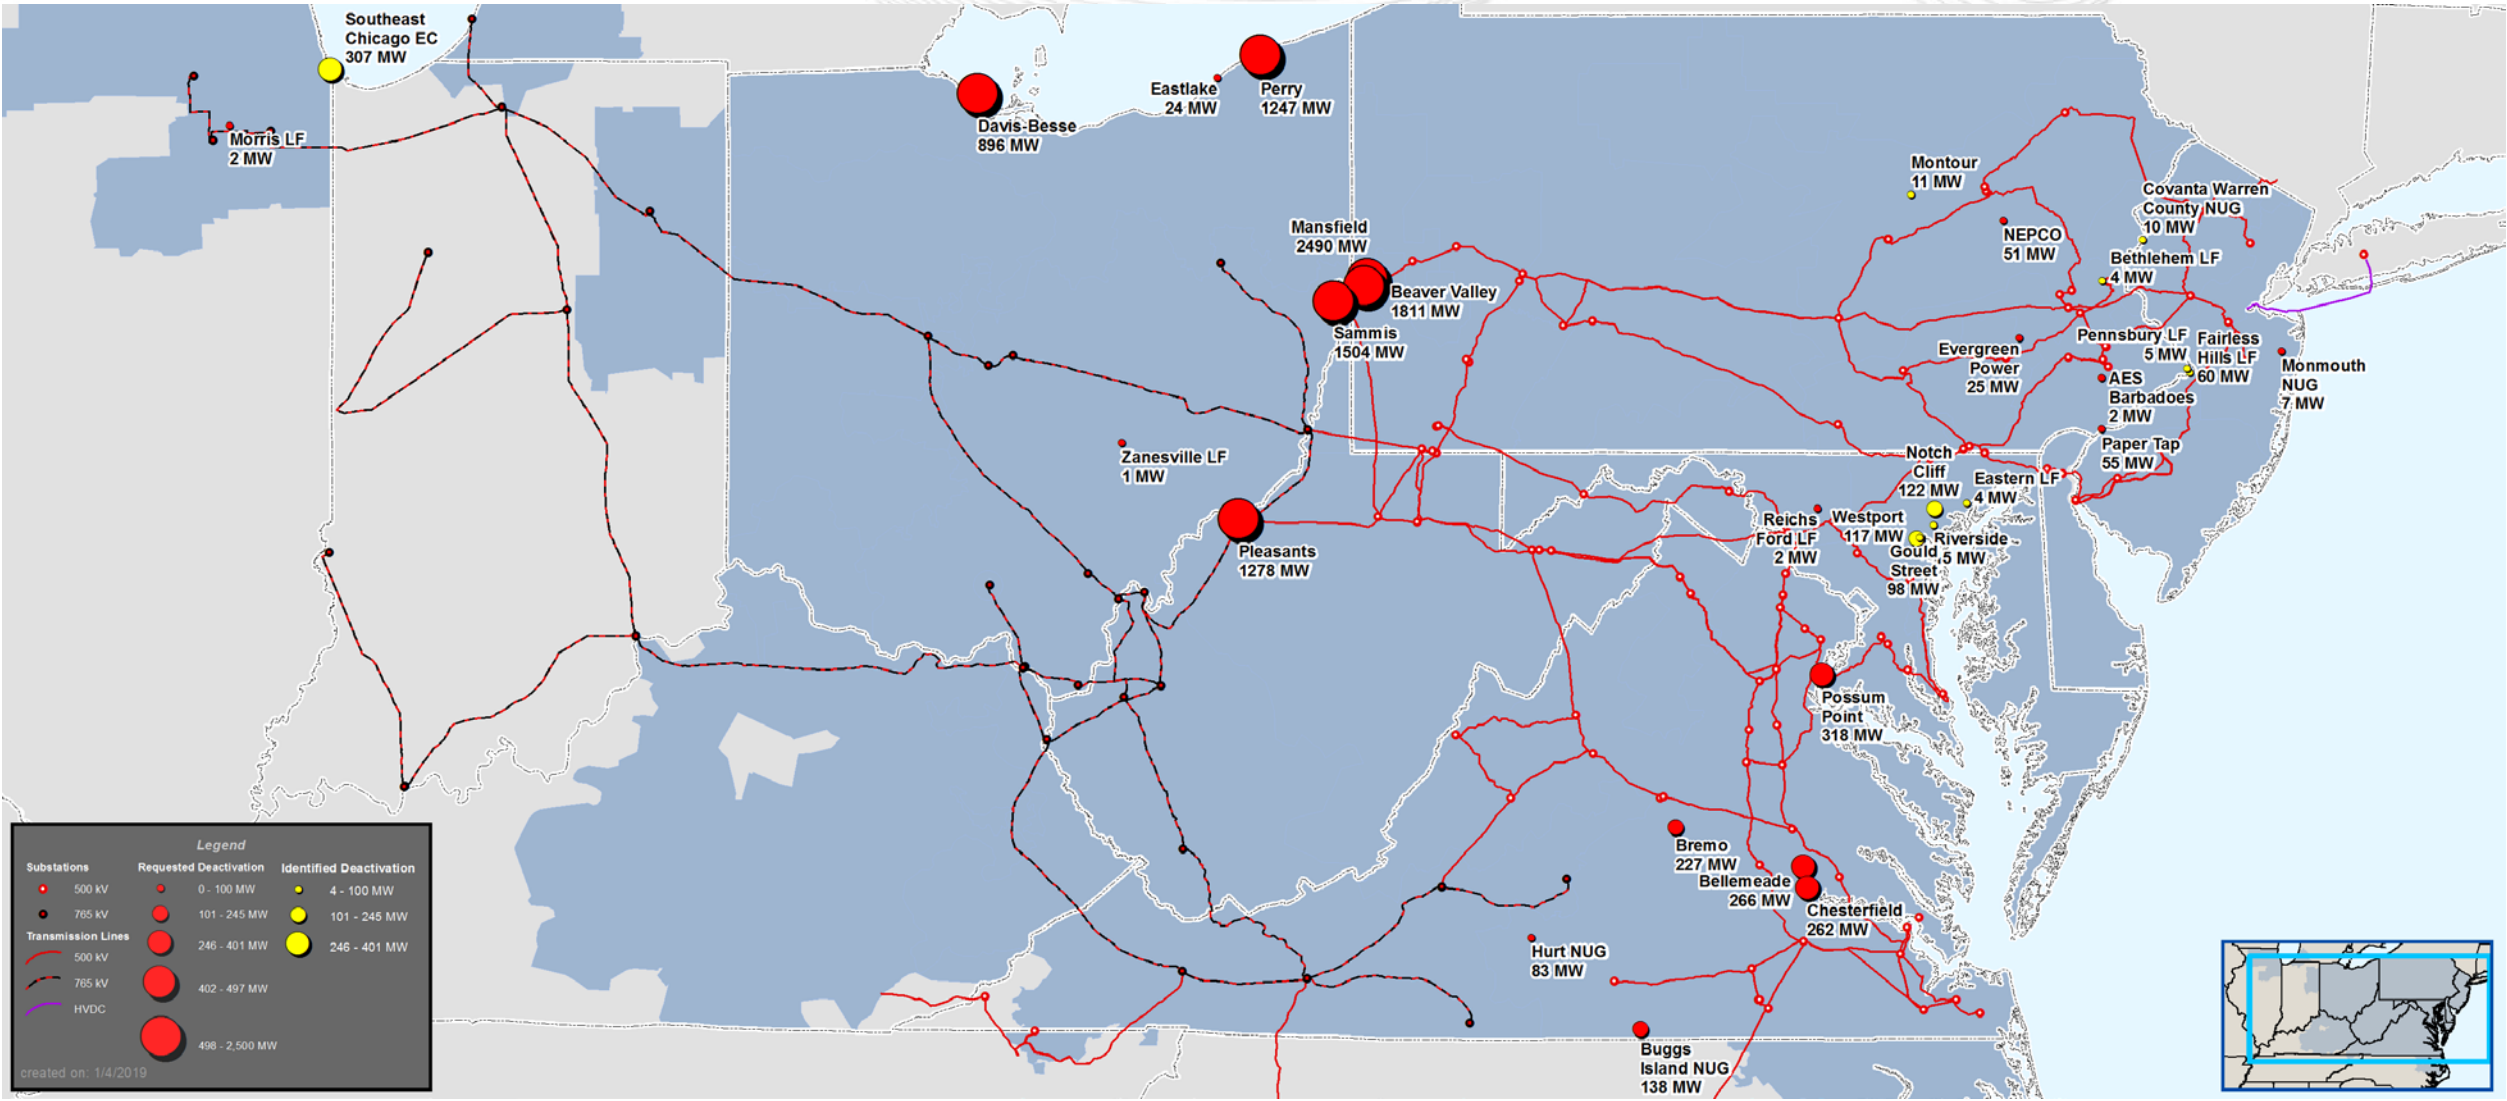 Southeast
Chicago EC
307 MW
Morris LF
2 MW
Davis-Besse
896 MW
Eastlake
24 MW
Perry
1247 MW
Mansfield
2490 MW
Beaver Valley
1811 MW
Sammis
1504 MW
Zanesville LF
1 MW
Pleasants
1278 MW
Montour
11 MW
NEPCO
51 MW
Covanta Warren
County NUG
10 MW
Bethlehem LF
4 MW
Pennsbury LF
5 MW
Fairless
Hills LF
60 MW
Evergreen
Power
25 MW
AES
Barbadoes
2 MW
Monmouth
NUG
7 MW
Paper Tap
55 MW
Notch
Cliff
122 MW
Eastern LF
4 MW
Reichs
Ford LF
2 MW
Westport
117 MW
Riverside
Gould
Street
98 MW
Possum
Point
318 MW
Bremo
227 MW
Bellemeade
266 MW
Chesterfield
262 MW
Hurt NUG
83 MW
Buggs
Island NUG
138 MW
Legend
Substations
500 kV
765 kV
Transmission Lines
500 kV
765 kV
HVDC
Requested Deactivation
0 - 100 MW
101 - 245 MW
246 - 401 MW
402 - 497 MW
498 - 2,500 MW
Identified Deactivation
4 - 100 MW
101 - 245 MW
246 - 401 MW
created on: 1/4/2019